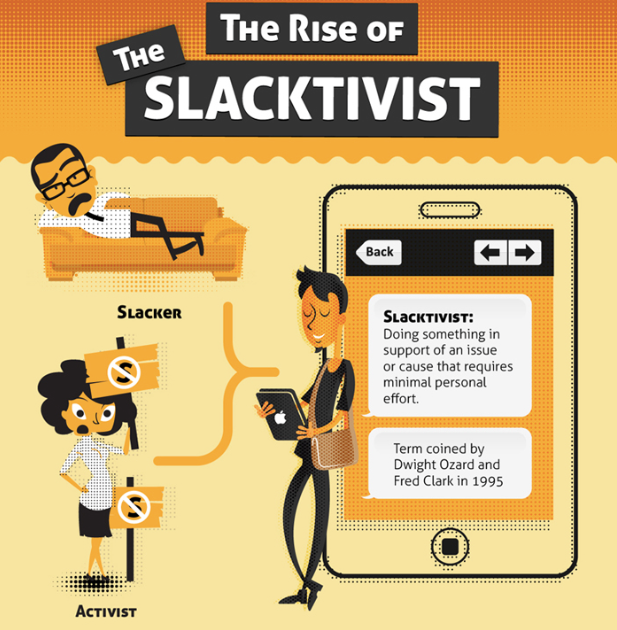 The Rise of
The
SLACKTIVIST
Slacker
Activist
S
S
Back
Slacktivist:
Doing something in
support of an issue
or cause that requires
minimal personal
effort.
Term coined by
Dwight Ozard and
Fred Clark in 1995